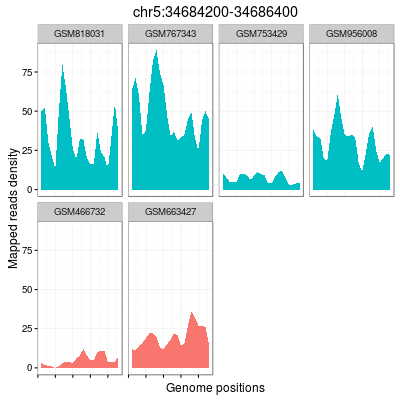 chr5:34684200-34686400
GSM818031 GSM767343 GSM753429 GSM956008
75
50
25
0
GSM466732 GSM663427
75
50
25
0
Mapped reads density
Genome positions